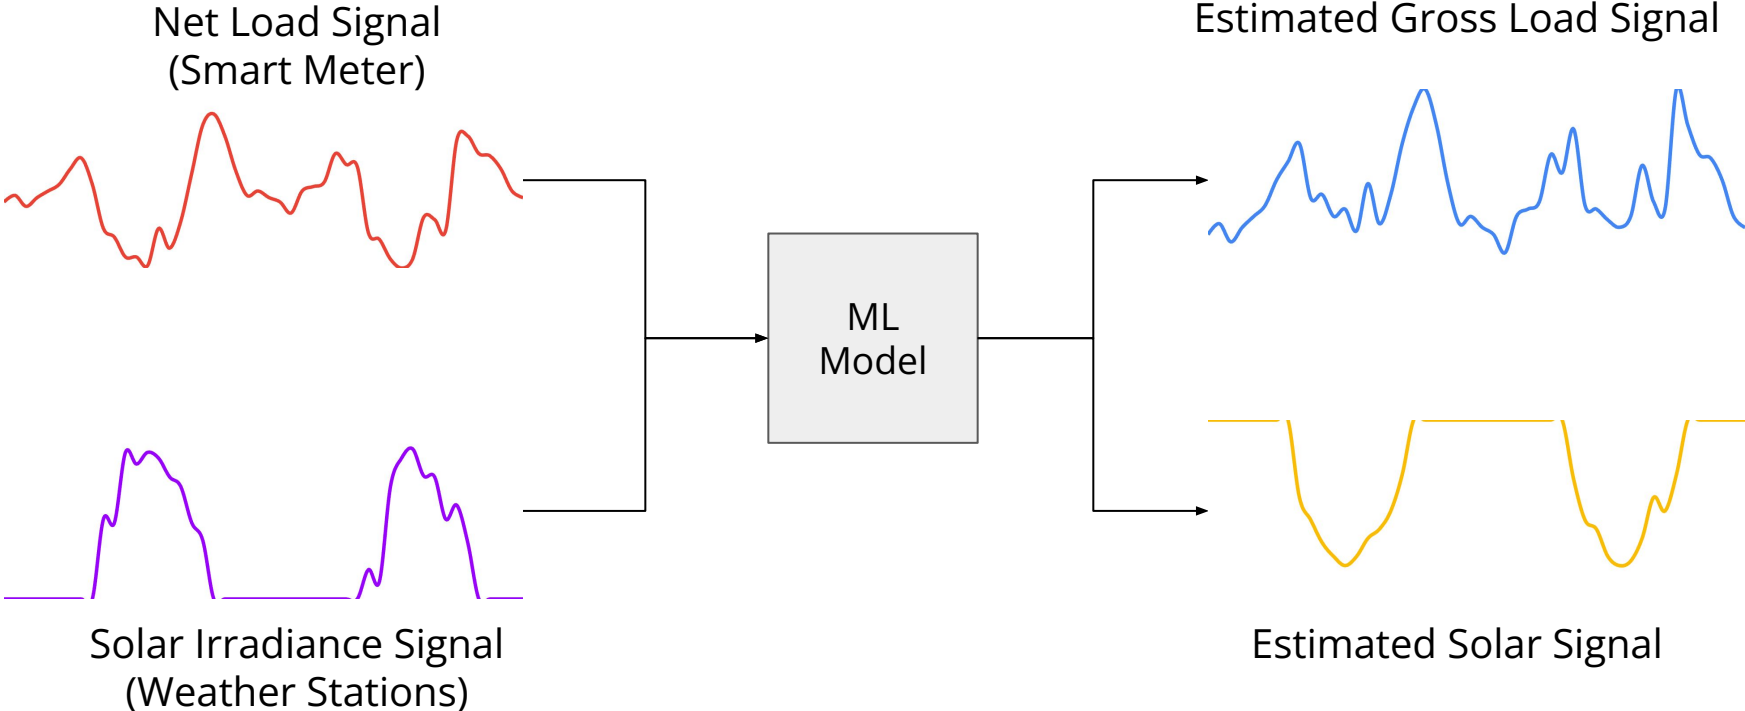 Net Load Signal
(Smart Meter)
Estimated Gross Load Signal
ML
Model
Solar Irradiance Signal
(Weather Stations)
Estimated Solar Signal